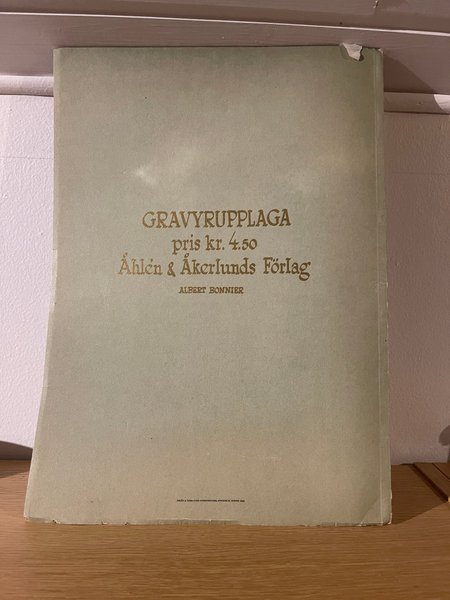 GRAVYRUPPLAGA
pris kr. 4.50
Åhlén & Åkerlunds Förlag
ALBERT BONNIER